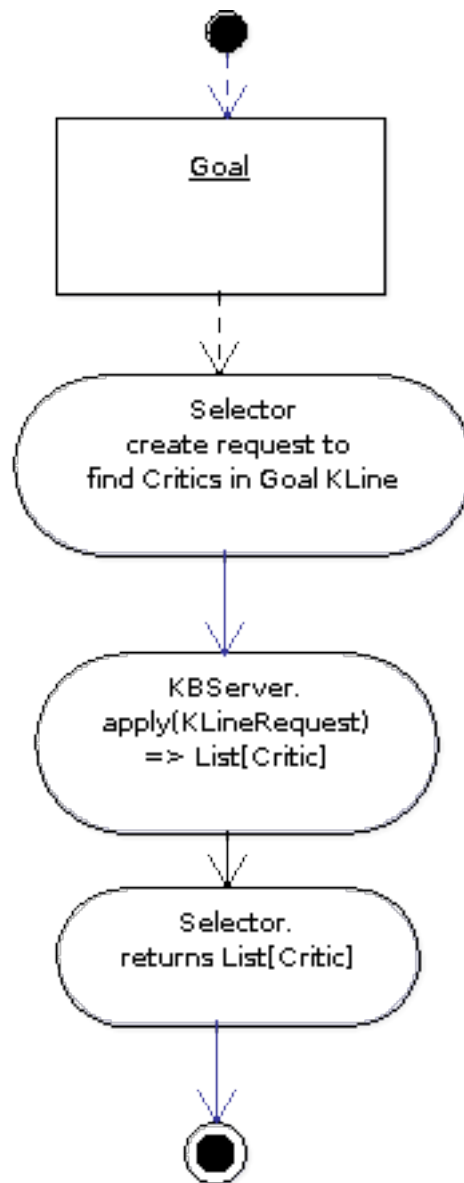 Goal
Selector
create request to
find Critics in Goal KLine
KBServer.
apply(KLineRequest)
=> List[Critic]
Selector.
returns List[Critic]